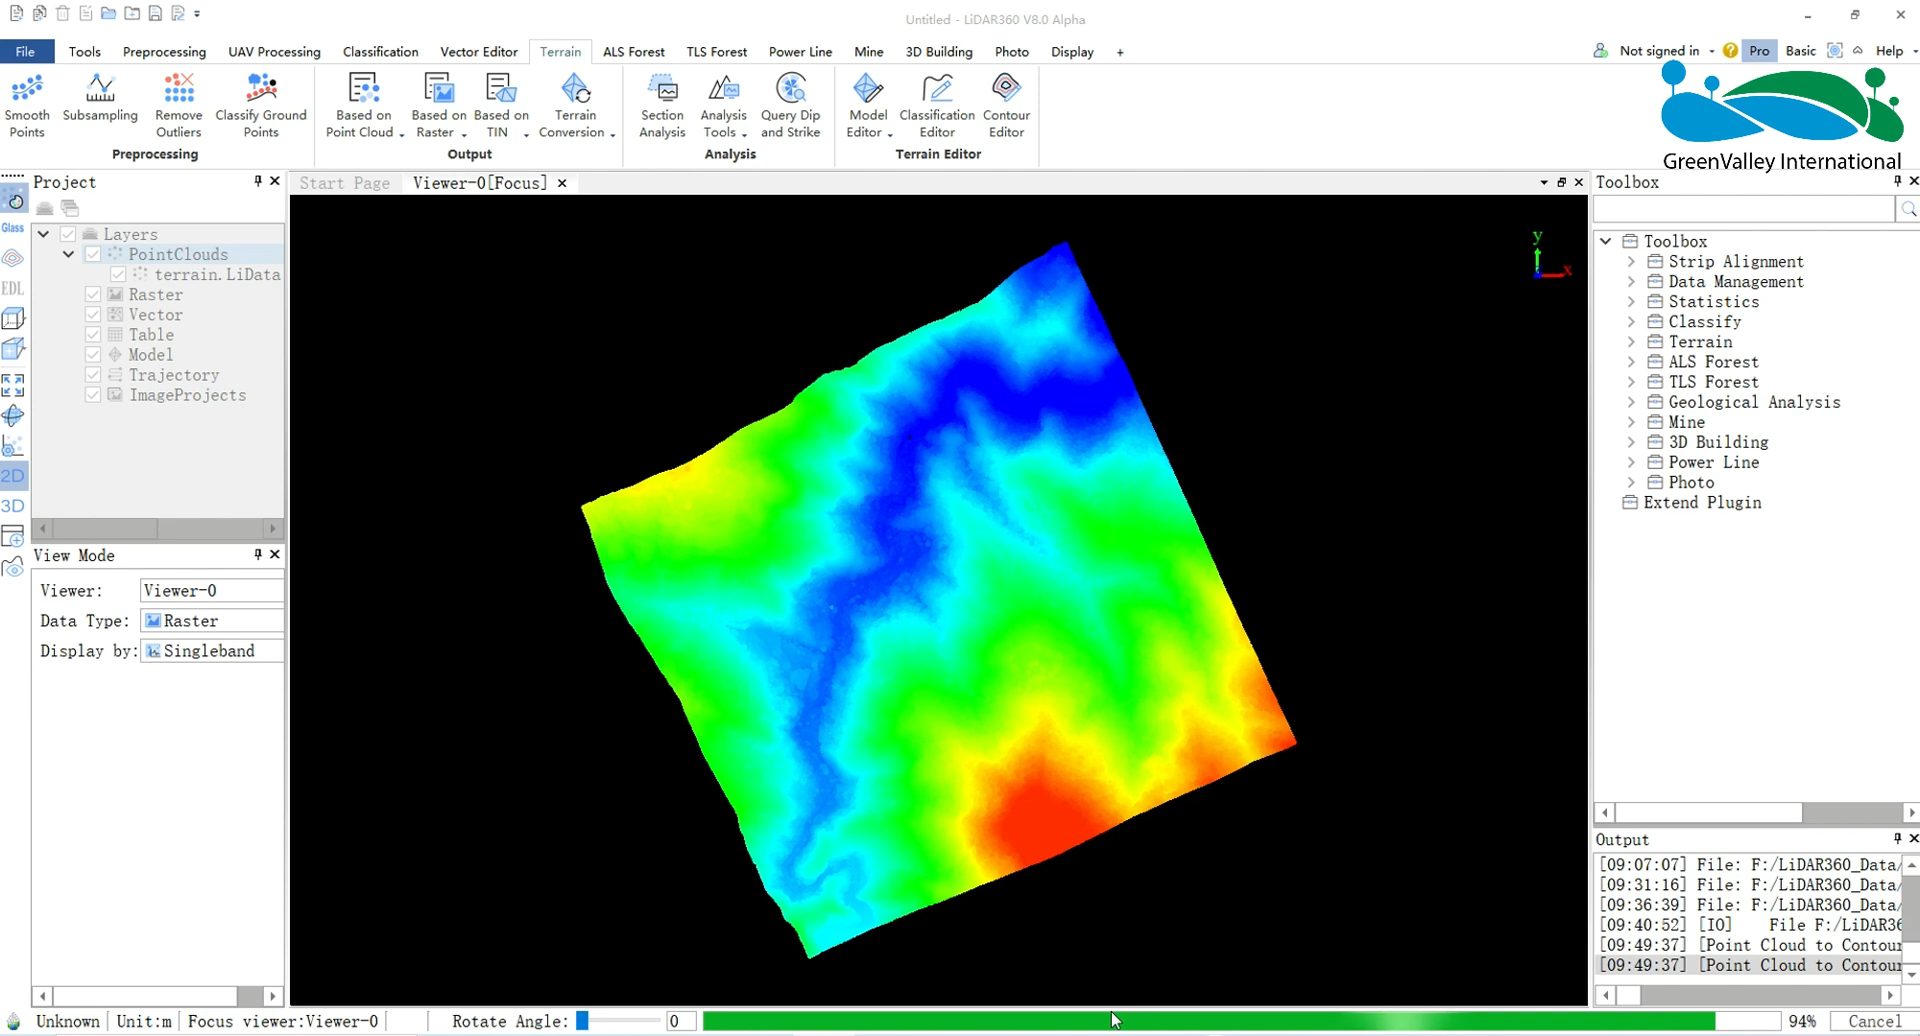 Untitled - LiDAR360 V8.0 Alpha
File Tools Preprocessing UAV Processing Classification Vector Editor Terrain ALS Forest TLS Forest Power Line Mine 3D Building Photo Display +
Not signed in Pro Basic Help
Smooth Points
Subsampling
Remove Outliers
Classify Ground Points
Preprocessing
Based on Point Cloud
Based on Raster
Based on TIN
Terrain Conversion
Output
Section Analysis
Analysis Tools
Query Dip and Strike
Analysis
Model Editor
Classification Editor
Contour Editor
Terrain Editor
GreenValley International
Project
Start Page
Viewer-0[Focus]
Glass
EDL
2D
3D
Layers
PointClouds
terrain.LiData
Raster
Vector
Table
Model
Trajectory
ImageProjects
View Mode
Viewer: Viewer-0
Data Type: Raster
Display by: Singleband
y
x
Toolbox
Toolbox
Strip Alignment
Data Management
Statistics
Classify
Terrain
ALS Forest
TLS Forest
Geological Analysis
Mine
3D Building
Power Line
Photo
Extend Plugin
Output
[09:07:07] File: F:/LiDAR360_Data/
[09:31:16] File: F:/LiDAR360_Data/
[09:36:39] File: F:/LiDAR360_Data/
[09:40:52] [IO] File F:/LiDAR36
[09:49:37] [Point Cloud to Contour
[09:49:37] [Point Cloud to Contour
Unknown Unit:m Focus viewer:Viewer-0 Rotate Angle: 0 94% Cancel